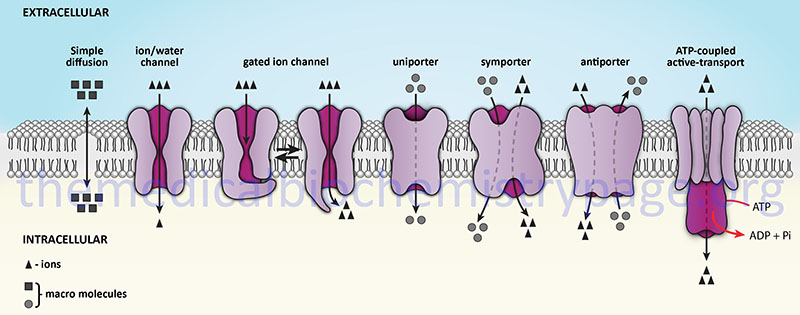 EXTRACELLULAR
Simple
diffusion
ion/water
channel
gated ion channel
uniporter
symporter
antiporter
ATP-coupled
active-transport
themedicalbiochemistrypage.org
ATP
ADP + Pi
INTRACELLULAR
- ions
- macro molecules